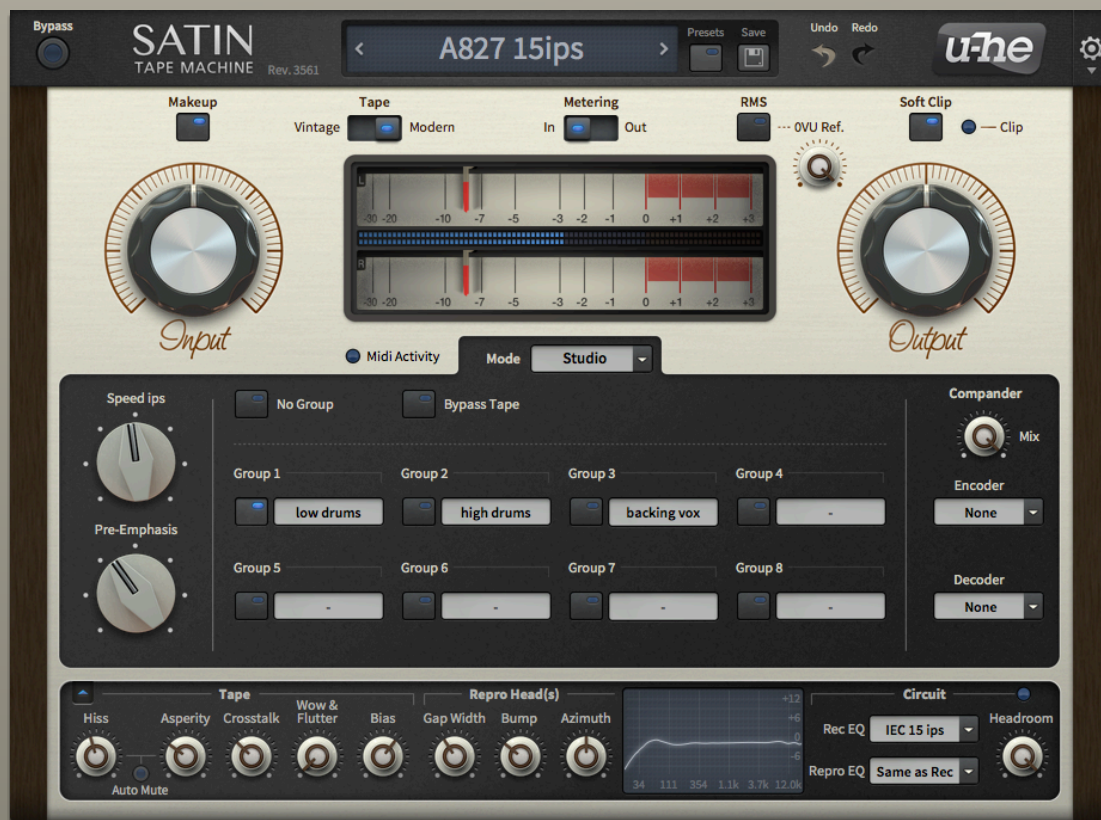 Bypass
SATIN
TAPE MACHINE Rev. 3561
A827 15ips
Presets Save
Undo Redo
u-he
Makeup Tape Metering RMS Soft Clip
Vintage Modern In Out 0VU Ref. Clip
L
-30 -20 -10 -7 -5 -3 -2 -1 0 +1 +2 +3
R
-30 -20 -10 -7 -5 -3 -2 -1 0 +1 +2 +3
Input Output
Midi Activity Mode Studio
Speed ips No Group Bypass Tape Compander
Mix
Group 1 Group 2 Group 3 Group 4
Encoder
low drums high drums backing vox - None
Pre-Emphasis
Group 5 Group 6 Group 7 Group 8
Decoder
- - - - None
Tape Repro Head(s) Circuit
Hiss Asperity Crosstalk Wow & Flutter Bias Gap Width Bump Azimuth
+12
+6
0
-6
34 111 354 1.1k 3.7k 12.0k
Rec EQ IEC 15 ips Headroom
Repro EQ Same as Rec
Auto Mute